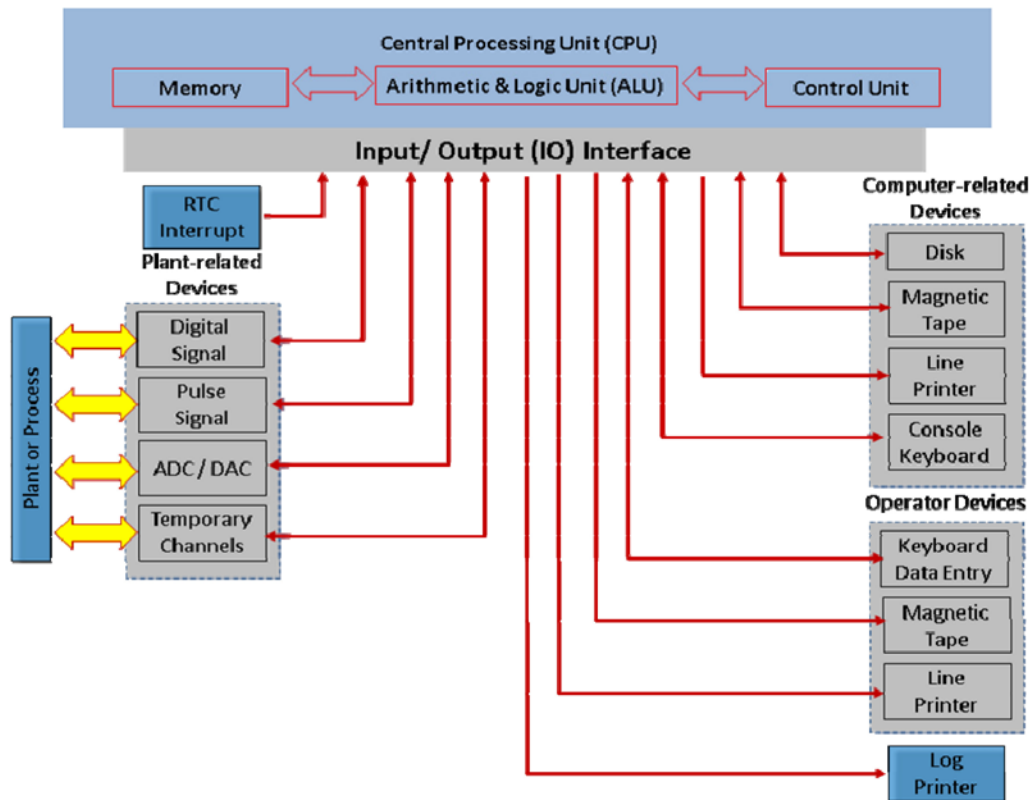 Central Processing Unit (CPU)
Memory
Arithmetic & Logic Unit (ALU)
Control Unit
Input/ Output (IO) Interface
RTC
Interrupt
Plant-related
Devices
Digital
Signal
Pulse
Signal
ADC / DAC
Temporary
Channels
Plant or Process
Computer-related
Devices
Disk
Magnetic
Tape
Line
Printer
Console
Keyboard
Operator Devices
Keyboard
Data Entry
Magnetic
Tape
Line
Printer
Log
Printer